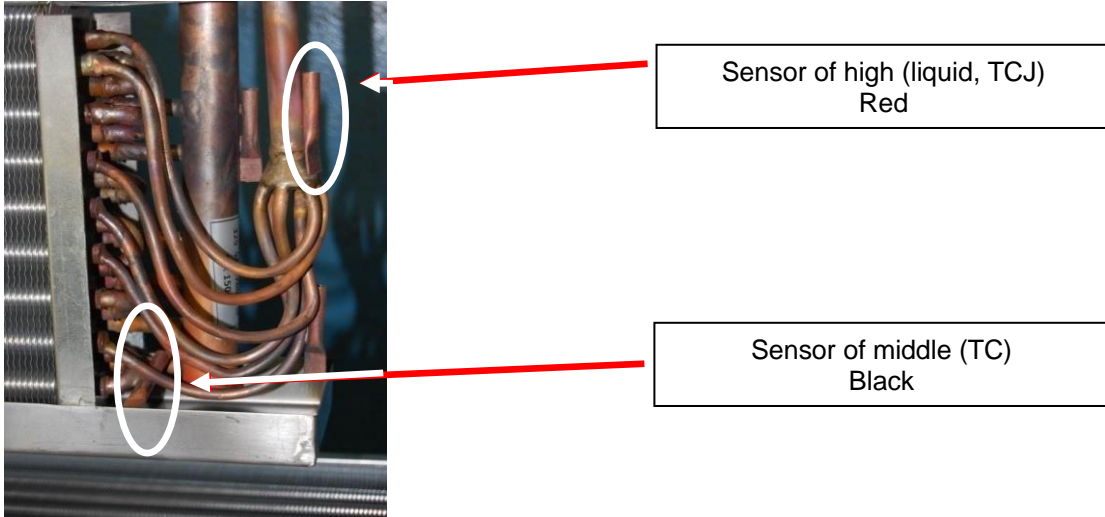 Sensor of high (liquid, TCJ)
Red
Sensor of middle (TC)
Black